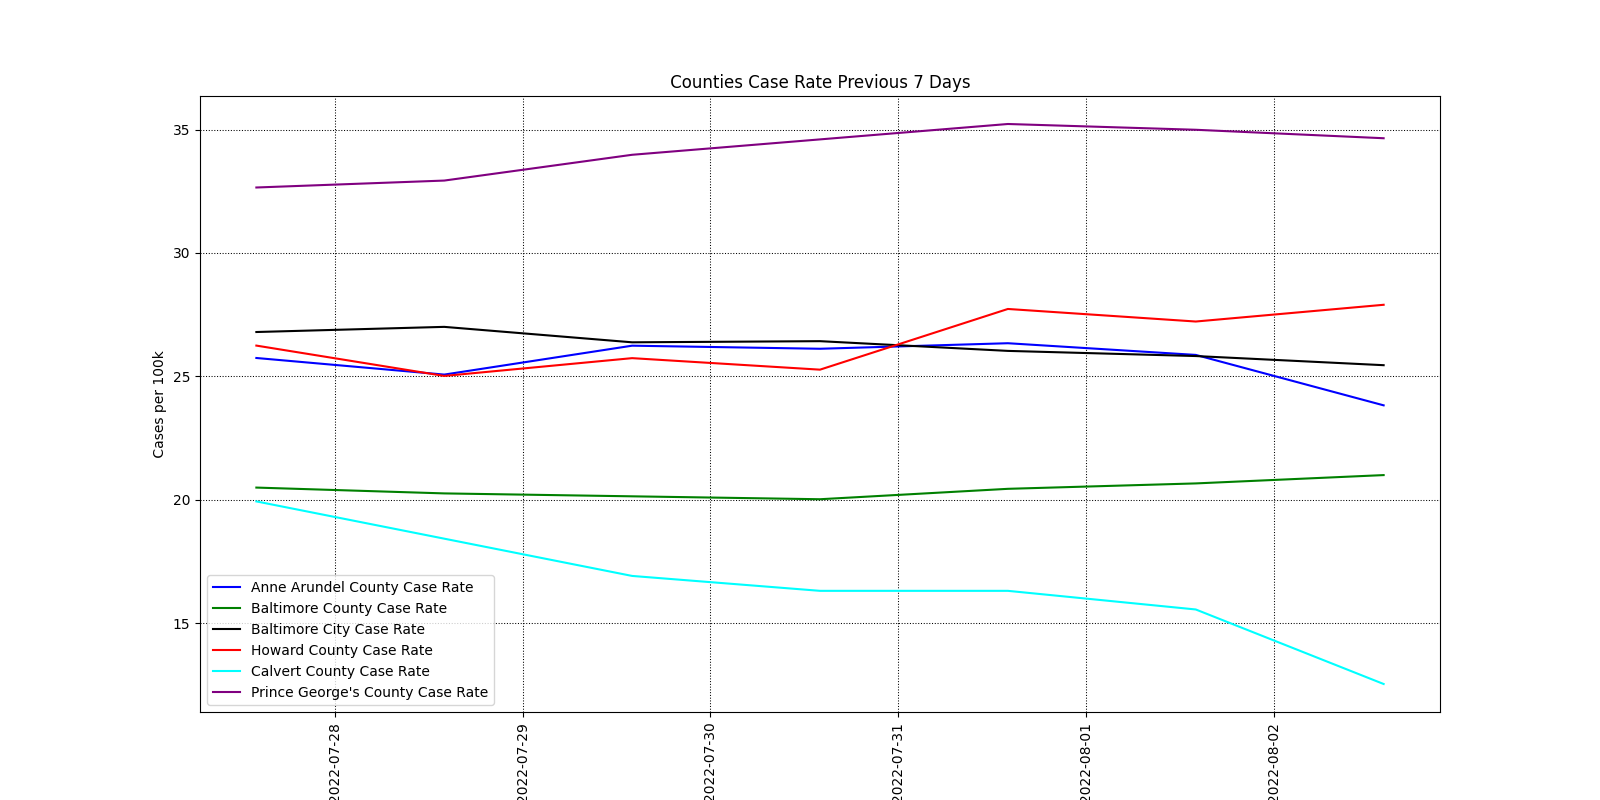 Counties Case Rate Previous 7 Days
35
30
25
20
15
Cases per 100k
Anne Arundel County Case Rate
Baltimore County Case Rate
Baltimore City Case Rate
Howard County Case Rate
Calvert County Case Rate
Prince George's County Case Rate
2022-07-28
2022-07-29
2022-07-30
2022-07-31
2022-08-01
2022-08-02